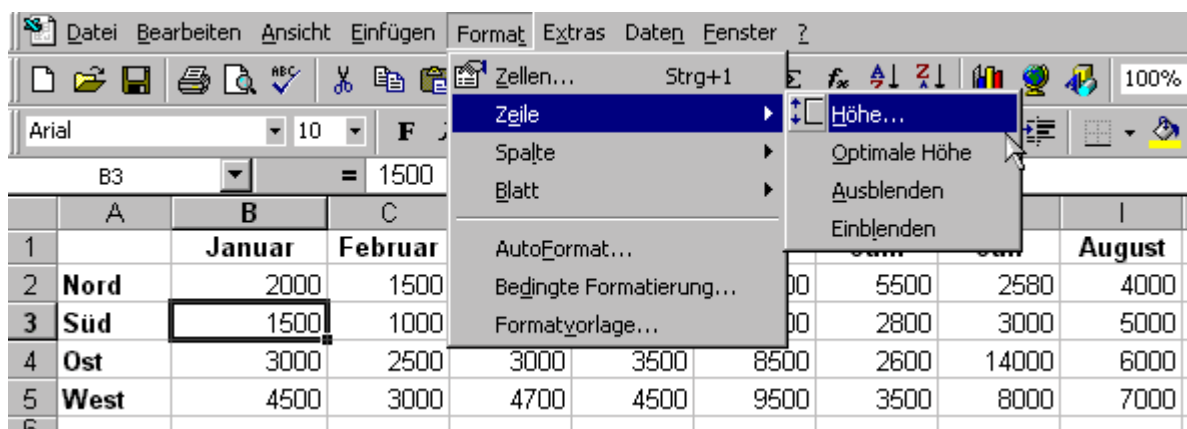 Datei Bearbeiten Ansicht Einfügen Format Extras Daten Fenster ?
ABC Zellen... Strg+1 100%
Arial 10 F Zeile Höhe...
Spalte Optimale Höhe
B3 = 1500 Blatt Ausblenden
A B C Einblenden I
1 Januar Februar AutoFormat... August
2 Nord 2000 1500 Bedingte Formatierung... 5500 2580 4000
3 Süd 1500 1000 Formatvorlage... 2800 3000 5000
4 Ost 3000 2500 3000 3500 8500 2600 14000 6000
5 West 4500 3000 4700 4500 9500 3500 8000 7000